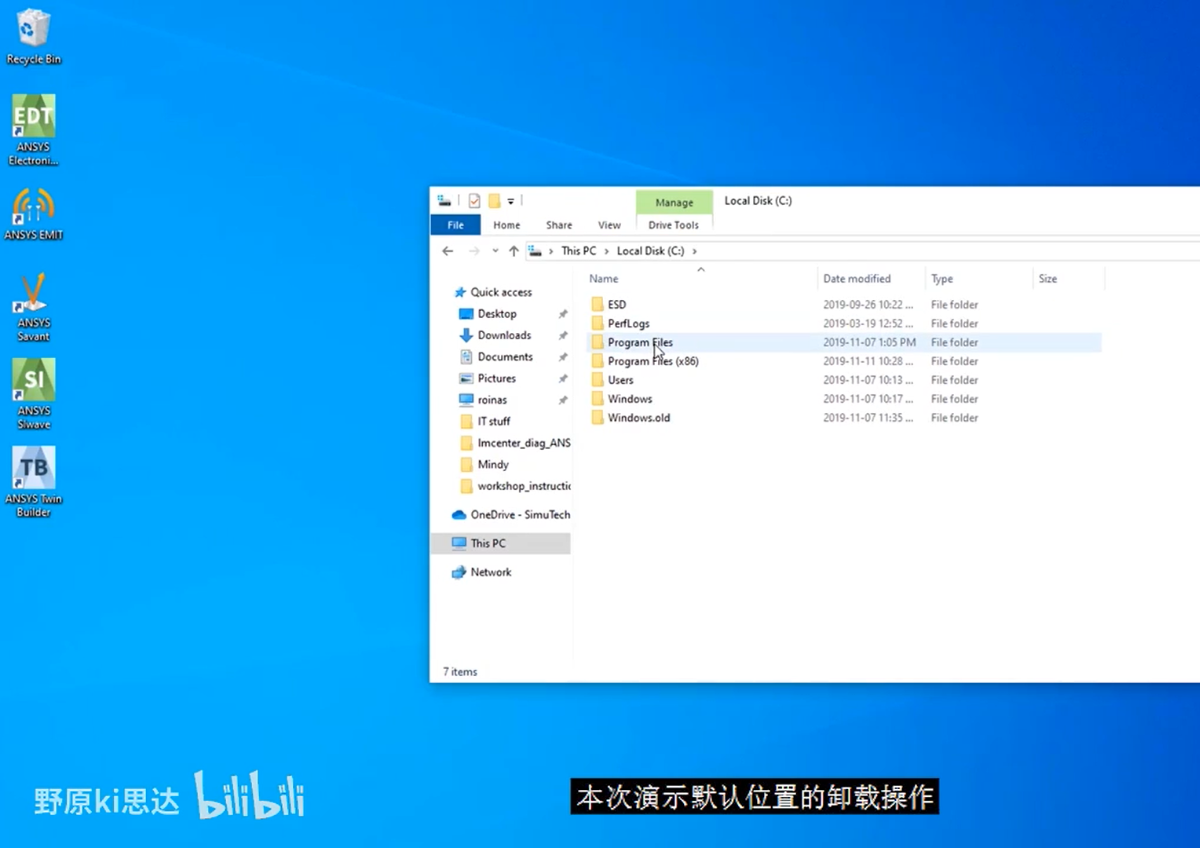 Recycle Bin
EDT
ANSYS
Electroni...
ANSYS EMIT
ANSYS
Savant
SI
ANSYS
SIwave
TB
ANSYS Twin
Builder
Manage
Local Disk (C:)
File
Home
Share
View
Drive Tools
This PC
Local Disk (C:)
Name
Date modified
Type
Size
Quick access
Desktop
Downloads
Documents
Pictures
roinas
IT stuff
lmcenter_diag_ANS
Mindy
workshop_instructio
OneDrive - SimuTech
This PC
Network
ESD 2019-09-26 10:22 ... File folder
PerfLogs 2019-03-19 12:52 ... File folder
Program Files 2019-11-07 1:05 PM File folder
Program Files (x86) 2019-11-11 10:28 ... File folder
Users 2019-11-07 10:13 ... File folder
Windows 2019-11-07 10:17 ... File folder
Windows.old 2019-11-07 11:35 ... File folder
7 items
野原ki思达 bilibili
本次演示默认位置的卸载操作